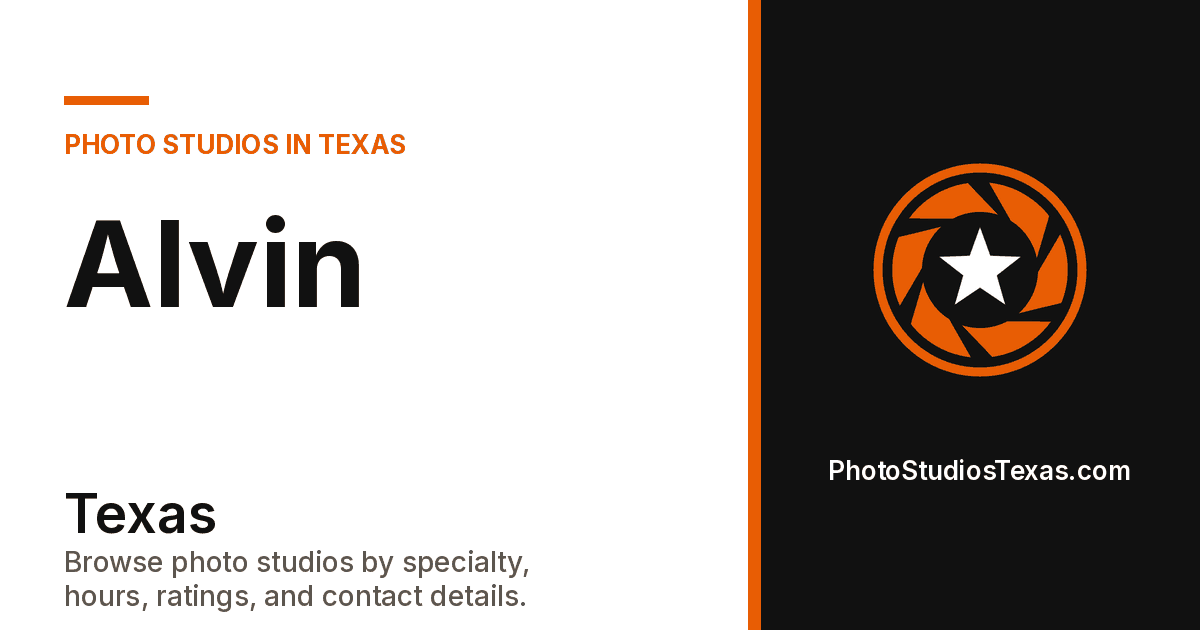 PHOTO STUDIOS IN TEXAS
Alvin
Texas
Browse photo studios by specialty,
hours, ratings, and contact details.
PhotoStudiosTexas.com